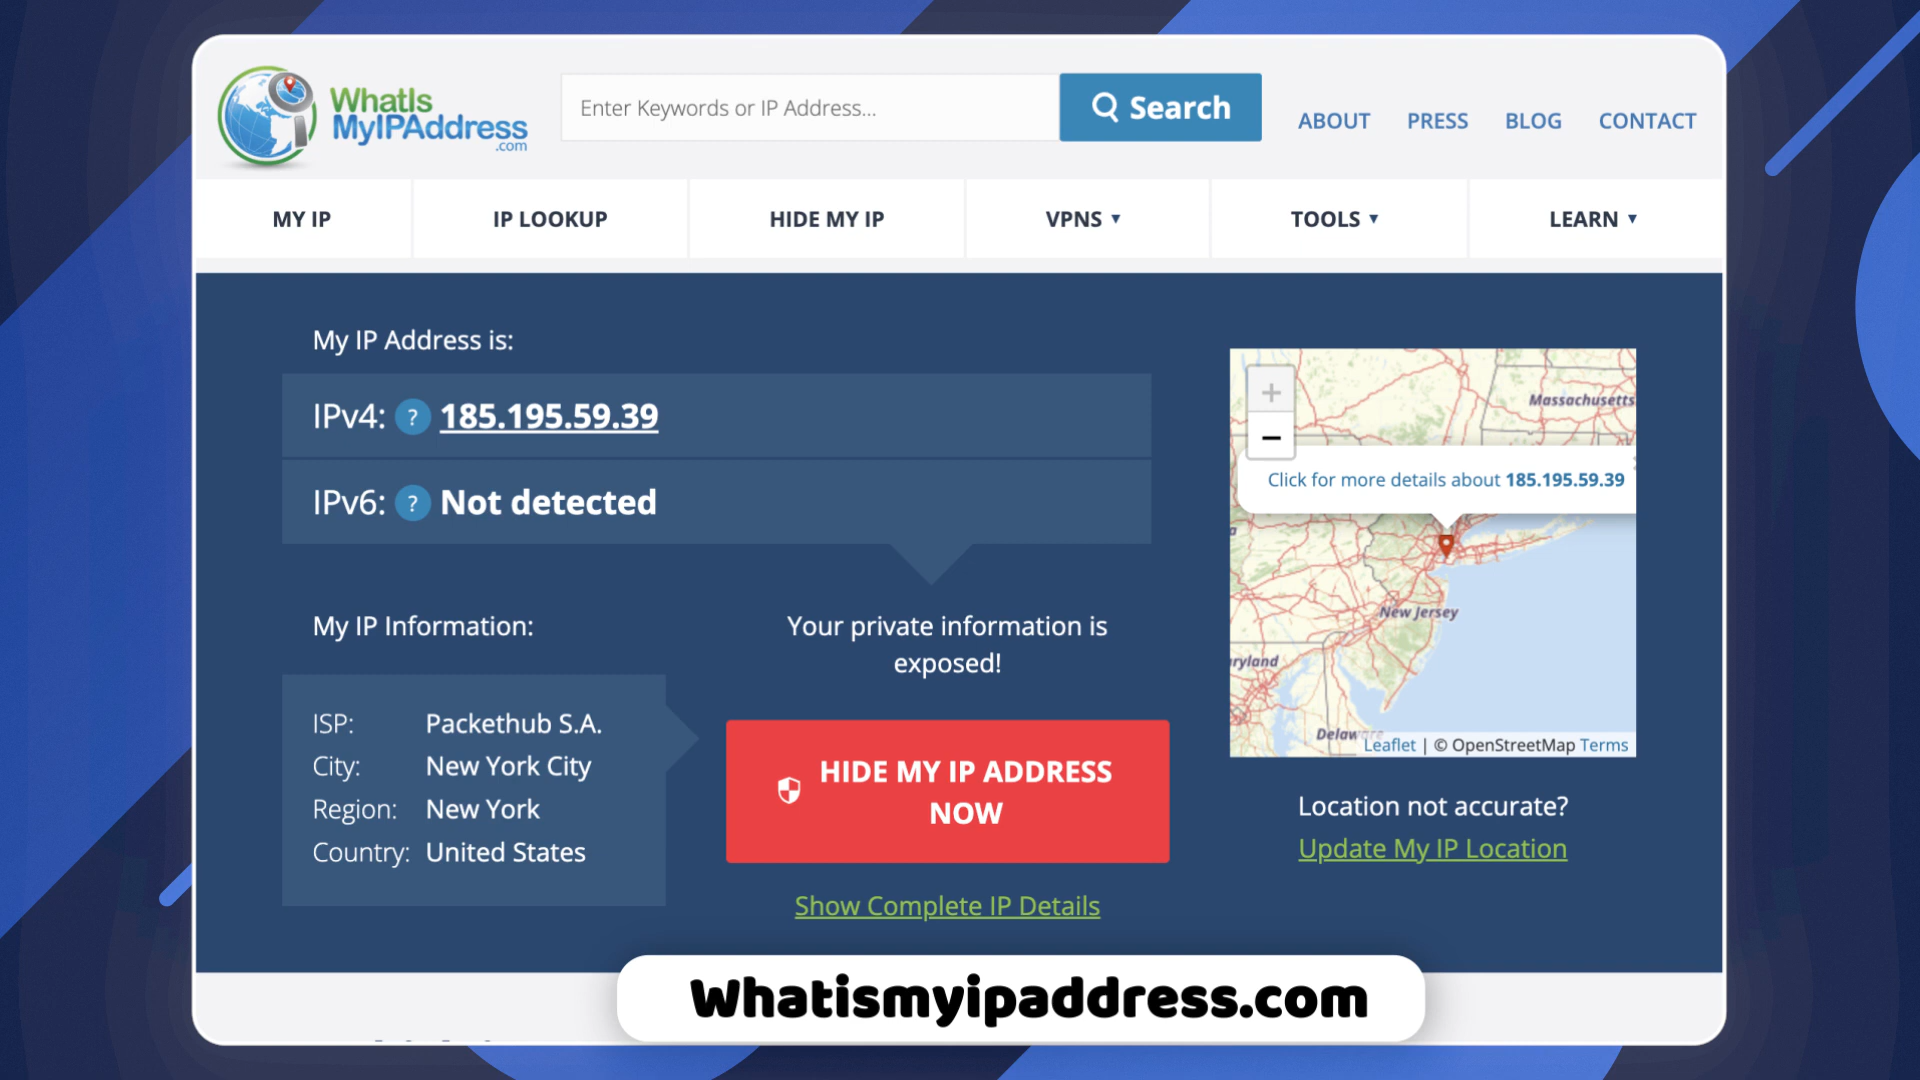 WhatIs
MyIPAddress
.com
Enter Keywords or IP Address...
Search
ABOUT PRESS BLOG CONTACT
MY IP IP LOOKUP HIDE MY IP VPNS ▼ TOOLS ▼ LEARN ▼
My IP Address is:
IPv4: ? 185.195.59.39
IPv6: ? Not detected
My IP Information:
ISP: Packethub S.A.
City: New York City
Region: New York
Country: United States
Your private information is
exposed!
HIDE MY IP ADDRESS
NOW
Show Complete IP Details
+
−
Massachusetts
Click for more details about 185.195.59.39
New Jersey
ryland
Delaware
Leaflet | © OpenStreetMap Terms
Location not accurate?
Update My IP Location
Whatismyipaddress.com